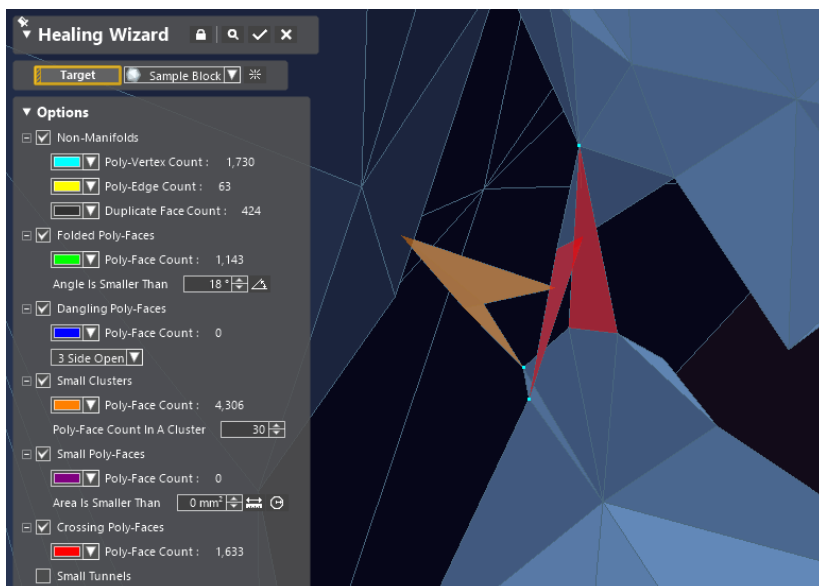 Healing Wizard
Target
Sample Block
Options
Non-Manifolds
Poly-Vertex Count : 1,730
Poly-Edge Count : 63
Duplicate Face Count : 424
Folded Poly-Faces
Poly-Face Count : 1,143
Angle Is Smaller Than 18 °
Dangling Poly-Faces
Poly-Face Count : 0
3 Side Open
Small Clusters
Poly-Face Count : 4,306
Poly-Face Count In A Cluster 30
Small Poly-Faces
Poly-Face Count : 0
Area Is Smaller Than 0 mm²
Crossing Poly-Faces
Poly-Face Count : 1,633
Small Tunnels